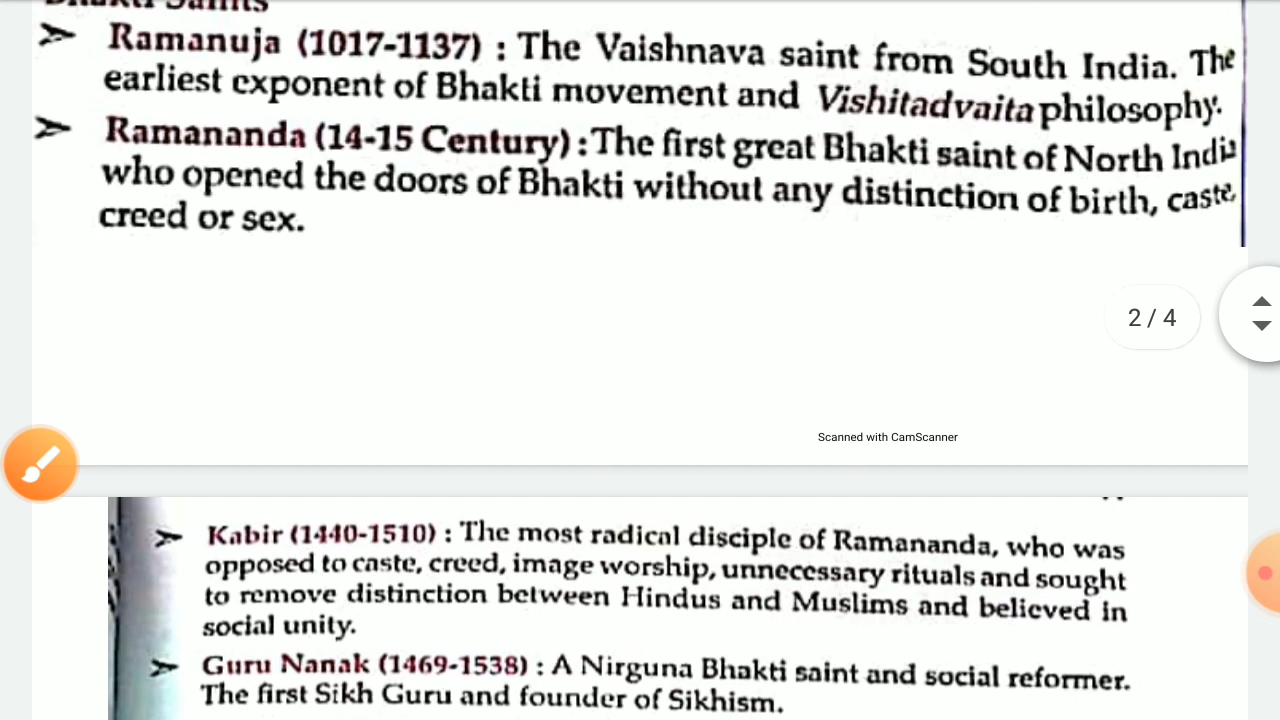 Bhakti Saints
➢ Ramanuja (1017-1137) : The Vaishnava saint from South India. The
earliest exponent of Bhakti movement and Vishitadvaita philosophy.
➢ Ramananda (14-15 Century) : The first great Bhakti saint of North India
who opened the doors of Bhakti without any distinction of birth, caste,
creed or sex.
2 / 4
Scanned with CamScanner
➢ Kabir (1440-1510) : The most radical disciple of Ramananda, who was
opposed to caste, creed, image worship, unnecessary rituals and sought
to remove distinction between Hindus and Muslims and believed in
social unity.
➢ Guru Nanak (1469-1538) : A Nirguna Bhakti saint and social reformer.
The first Sikh Guru and founder of Sikhism.